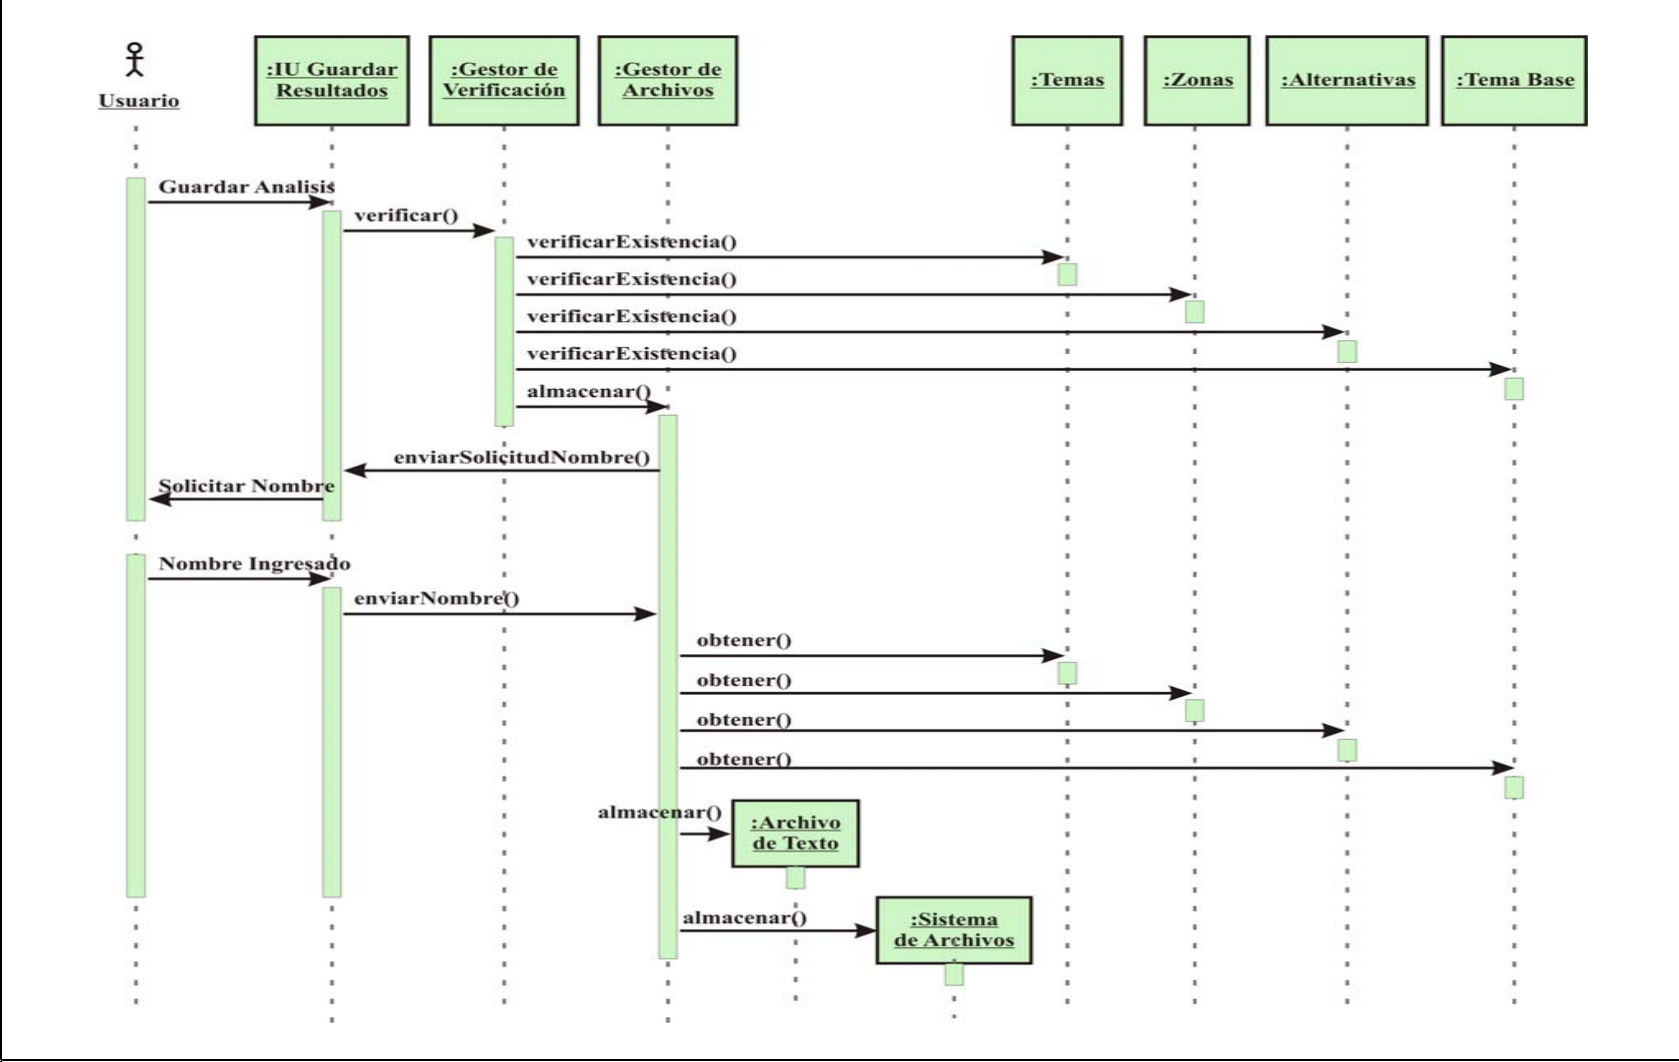 Usuario
:IU Guardar
Resultados
:Gestor de
Verificación
:Gestor de
Archivos
:Temas
:Zonas
:Alternativas
:Tema Base
Guardar Analisis
verificar()
verificarExistencia()
verificarExistencia()
verificarExistencia()
verificarExistencia()
almacenar()
enviarSolicitudNombre()
Solicitar Nombre
Nombre Ingresado
enviarNombre()
obtener()
obtener()
obtener()
obtener()
almacenar()
:Archivo
de Texto
almacenar()
:Sistema
de Archivos